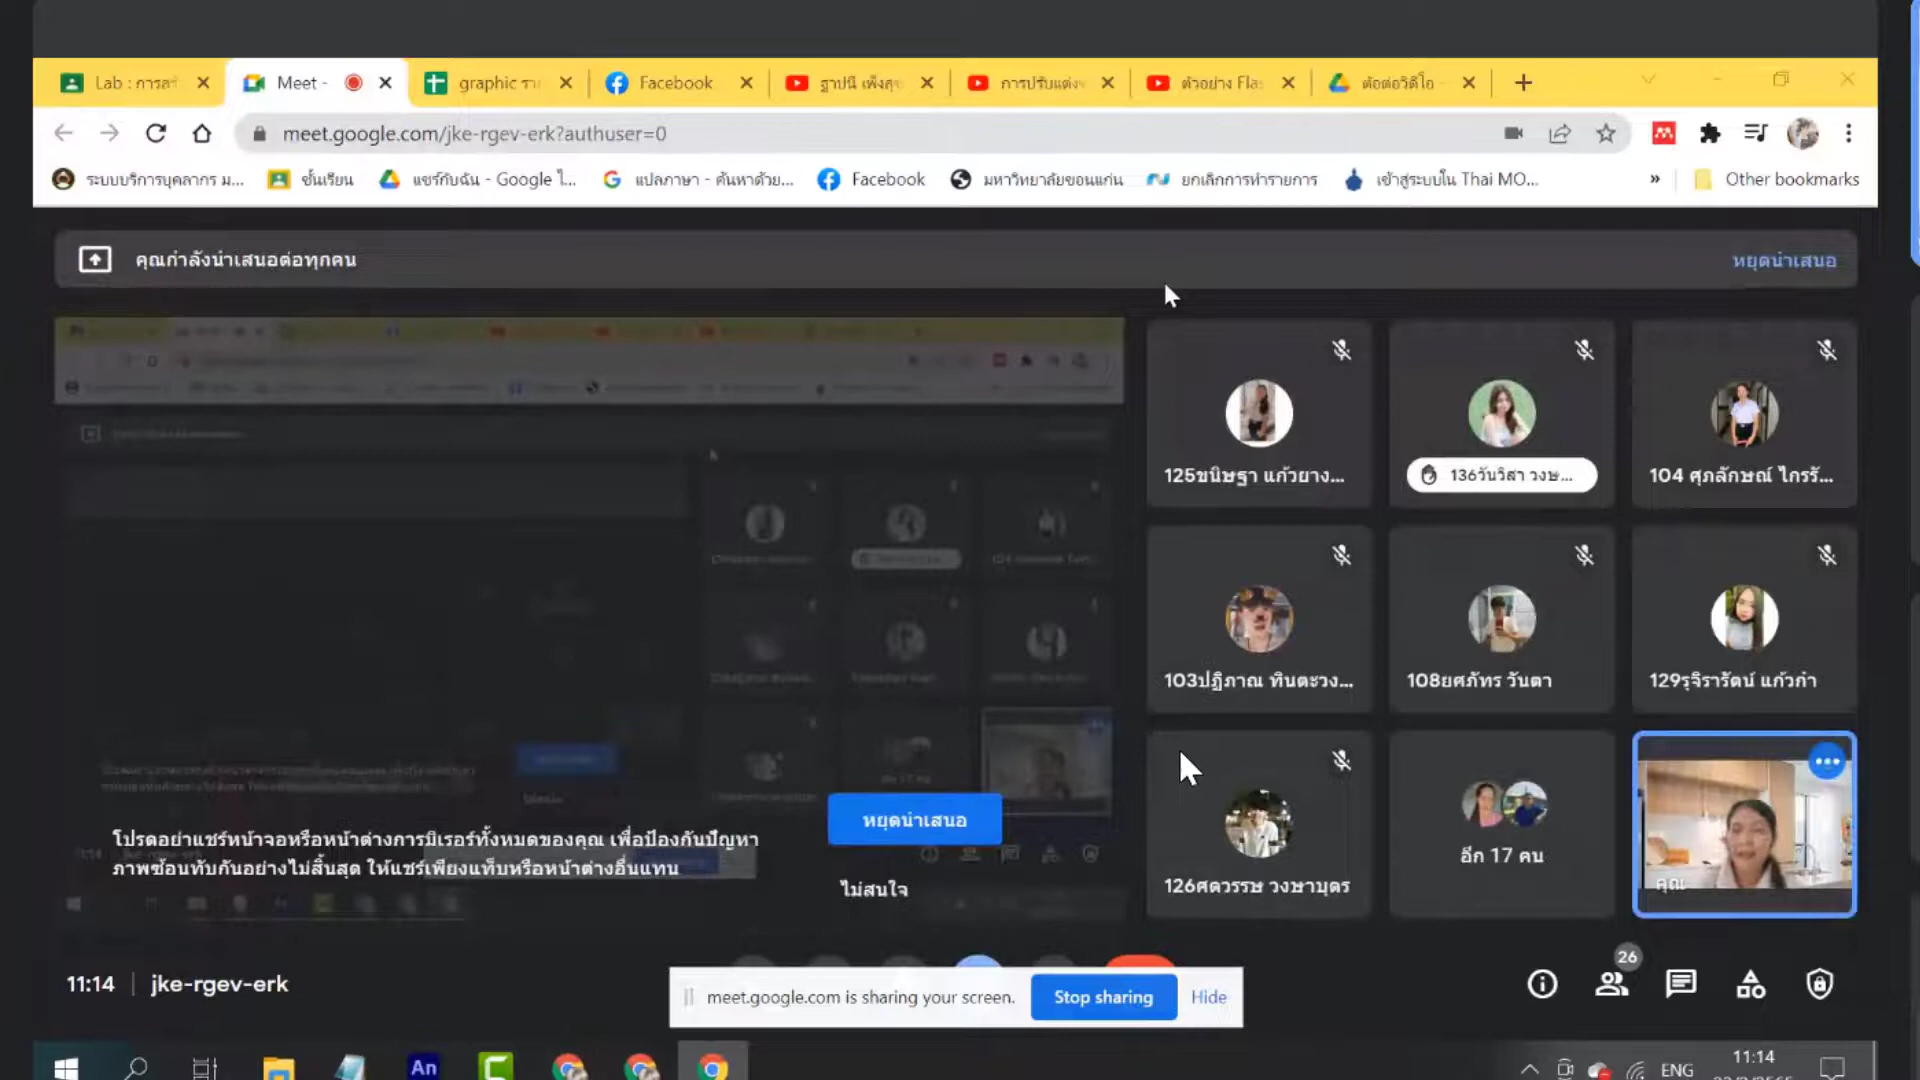 Lab : การสร้
Meet -
graphic รา
Facebook
ฐาปนี เพ็งสุข
การปรับแต่ง
ตัวอย่าง Fla
ตัดต่อวิดีโอ -
meet.google.com/jke-rgev-erk?authuser=0
ระบบบริการบุคลากร ม...
ชั้นเรียน
แชร์กับฉัน - Google ไ...
แปลภาษา - ค้นหาด้วย...
Facebook
มหาวิทยาลัยขอนแก่น
ยกเลิกการทำรายการ
เข้าสู่ระบบใน Thai MO...
»
Other bookmarks
คุณกำลังนำเสนอต่อทุกคน
หยุดนำเสนอ
125ขนิษฐา แก้วยาง...
136วันวิสา วงษ...
104 ศุภลักษณ์ ไกรรั...
103ปฏิภาณ ทินตะวง...
108ยศภัทร วันตา
129รุจิรารัตน์ แก้วกำ
โปรดอย่าแชร์หน้าจอหรือหน้าต่างการมิเรอร์ทั้งหมดของคุณ เพื่อป้องกันปัญหา
ภาพซ้อนทับกันอย่างไม่สิ้นสุด ให้แชร์เพียงแท็บหรือหน้าต่างอื่นแทน
หยุดนำเสนอ
ไม่สนใจ
126ศตวรรษ วงษาบุตร
อีก 17 คน
คุณ
11:14
jke-rgev-erk
meet.google.com is sharing your screen.
Stop sharing
Hide
26
An
ENG
11:14